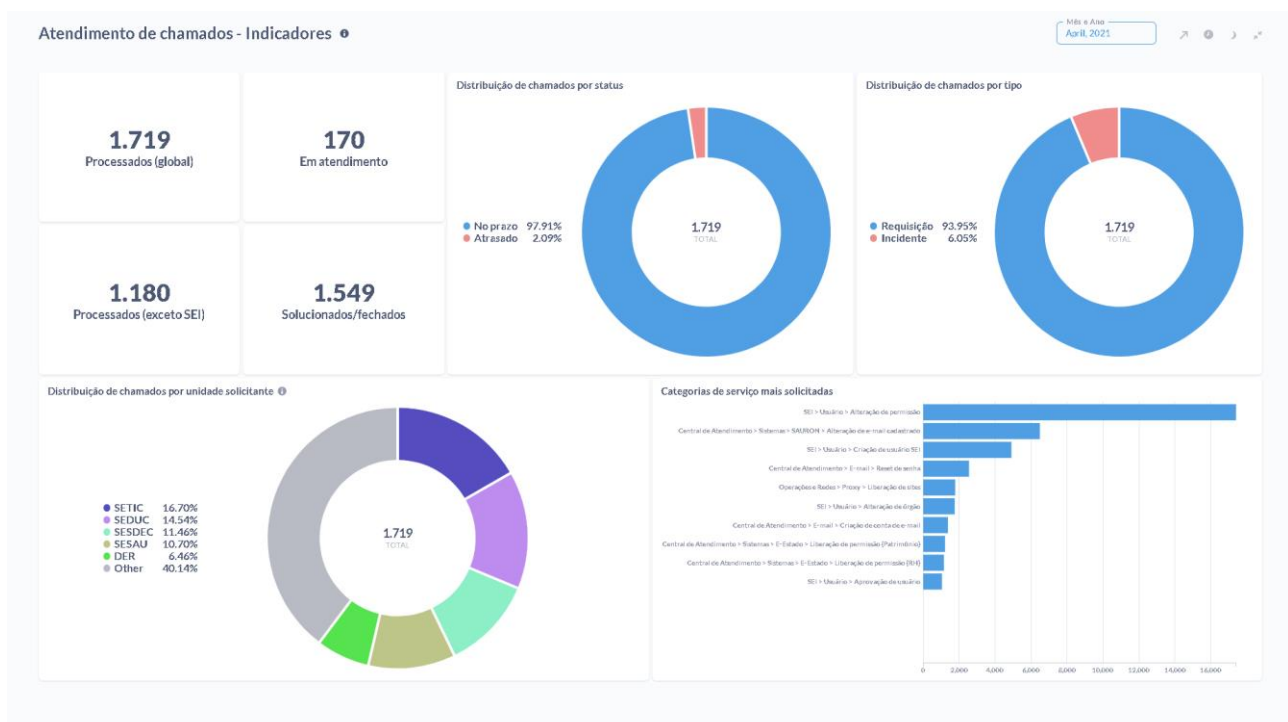 Atendimento de chamados - Indicadores
Mês e Ano
April, 2021
1.719
Processados (global)
170
Em atendimento
1.180
Processados (exceto SEI)
1.549
Solucionados/fechados
Distribuição de chamados por status
No prazo 97.91%
Atrasado 2.09%
1.719
TOTAL
Distribuição de chamados por tipo
Requisição 93.95%
Incidente 6.05%
1.719
TOTAL
Distribuição de chamados por unidade solicitante
SETIC 16.70%
SEDUC 14.54%
SESDEC 11.46%
SESAU 10.70%
DER 6.46%
Other 40.14%
1.719
TOTAL
Categorias de serviço mais solicitadas
SEI > Usuário > Alteração de permissão
Central de Atendimento > Sistemas > SAURON > Alteração de e-mail cadastrado
SEI > Usuário > Criação de usuário SEI
Central de Atendimento > E-mail > Reset de senha
Operações e Redes > Proxy > Liberação de sites
SEI > Usuário > Alteração de órgão
Central de Atendimento > E-mail > Criação de conta de e-mail
Central de Atendimento > Sistemas > E-Estado > Liberação de permissão (Patrimônio)
Central de Atendimento > Sistemas > E-Estado > Liberação de permissão (RH)
SEI > Usuário > Aprovação de usuário
0 2,000 4,000 6,000 8,000 10,000 12,000 14,000 16,000